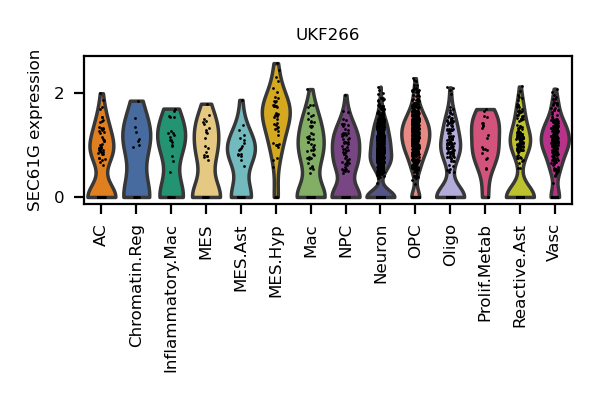 UKF266
SEC61G expression
2
0
AC
Chromatin.Reg
Inflammatory.Mac
MES
MES.Ast
MES.Hyp
Mac
NPC
Neuron
OPC
Oligo
Prolif.Metab
Reactive.Ast
Vasc